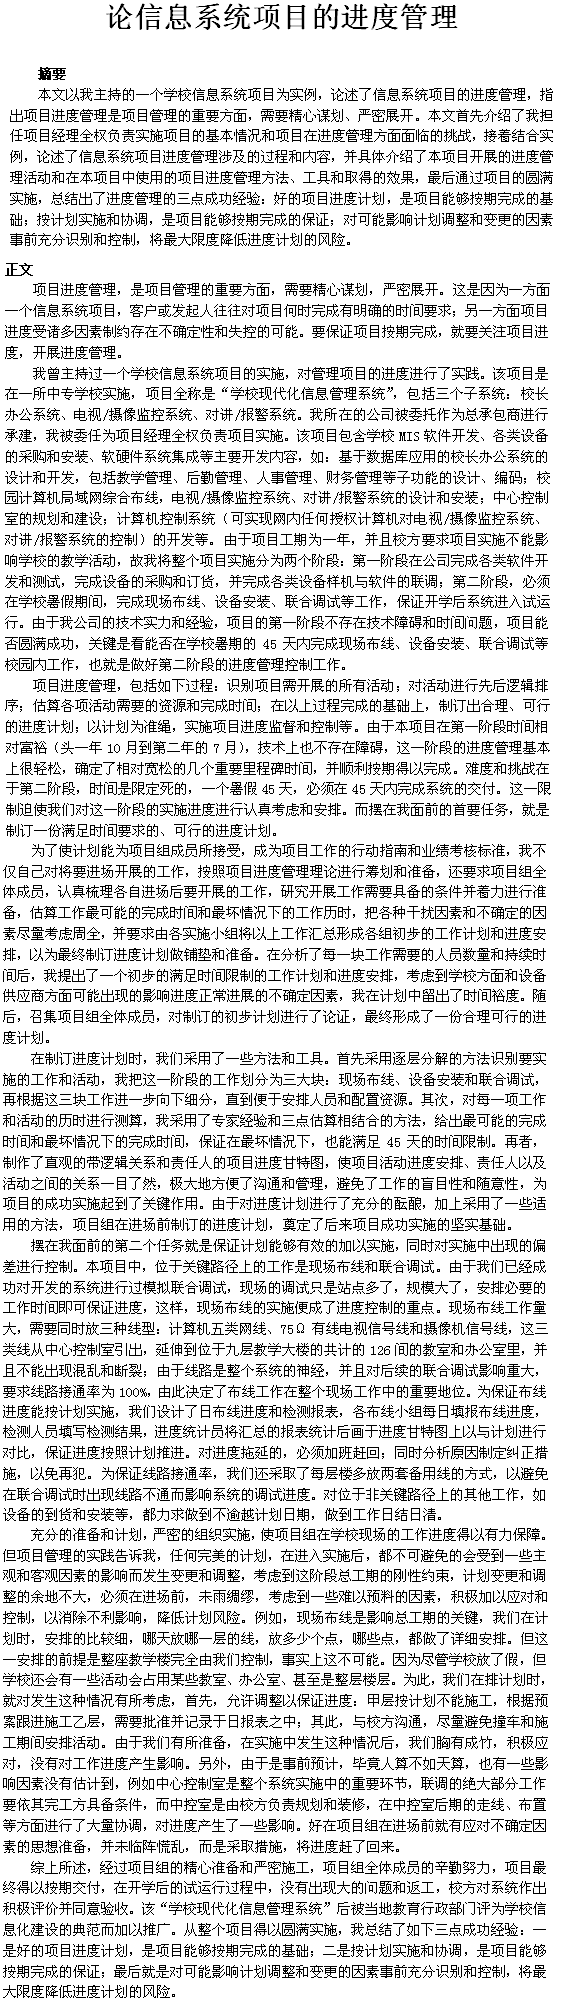 论信息系统项目的进度管理
摘要
本文以我主持的一个学校信息系统项目为实例，论述了信息系统项目的进度管理，指
出项目进度管理是项目管理的重要方面，需要精心谋划、严密展开。本文首先介绍了我担
任项目经理全权负责实施项目的基本情况和项目在进度管理方面面临的挑战，接着结合实
例，论述了信息系统项目进度管理涉及的过程和内容，并具体介绍了本项目开展的进度管
理活动和在本项目中使用的项目进度管理方法、工具和取得的效果，最后通过项目的圆满
实施，总结出了进度管理的三点成功经验：好的项目进度计划，是项目能够按期完成的基
础；按计划实施和协调，是项目能够按期完成的保证；对可能影响计划调整和变更的因素
事前充分识别和控制，将最大限度降低进度计划的风险。
正文
项目进度管理，是项目管理的重要方面，需要精心谋划，严密展开。这是因为一方面
一个信息系统项目，客户或发起人往往对项目何时完成有明确的时间要求；另一方面项目
进度受诸多因素制约存在不确定性和失控的可能。要保证项目按期完成，就要关注项目进
度，开展进度管理。
我曾主持过一个学校信息系统项目的实施，对管理项目的进度进行了实践。该项目是
在一所中专学校实施，项目全称是“学校现代化信息管理系统”，包括三个子系统：校长
办公系统、电视/摄像监控系统、对讲/报警系统。我所在的公司被委托作为总承包商进行
承建，我被委任为项目经理全权负责项目实施。该项目包含学校 MIS 软件开发、各类设备
的采购和安装、软硬件系统集成等主要开发内容，如：基于数据库应用的校长办公系统的
设计和开发，包括教学管理、后勤管理、人事管理、财务管理等子功能的设计、编码；校
园计算机局域网综合布线，电视/摄像监控系统、对讲/报警系统的设计和安装；中心控制
室的规划和建设；计算机控制系统（可实现网内任何授权计算机对电视/摄像监控系统、
对讲/报警系统的控制）的开发等。由于项目工期为一年，并且校方要求项目实施不能影
响学校的教学活动，故我将整个项目实施分为两个阶段：第一阶段在公司完成各类软件开
发和测试，完成设备的采购和订货，并完成各类设备样机与软件的联调；第二阶段，必须
在学校暑假期间，完成现场布线、设备安装、联合调试等工作，保证开学后系统进入试运
行。由于我公司的技术实力和经验，项目的第一阶段不存在技术障碍和时间问题，项目能
否圆满成功，关键是看能否在学校暑期的 45 天内完成现场布线、设备安装、联合调试等
校园内工作，也就是做好第二阶段的进度管理控制工作。
项目进度管理，包括如下过程：识别项目需开展的所有活动；对活动进行先后逻辑排
序；估算各项活动需要的资源和完成时间；在以上过程完成的基础上，制订出合理、可行
的进度计划；以计划为准绳，实施项目进度监督和控制等。由于本项目在第一阶段时间相
对富裕（头一年 10 月到第二年的 7 月），技术上也不存在障碍，这一阶段的进度管理基本
上很轻松，确定了相对宽松的几个重要里程碑时间，并顺利按期得以完成。难度和挑战在
于第二阶段，时间是限定死的，一个暑假 45 天，必须在 45 天内完成系统的交付。这一限
制迫使我们对这一阶段的实施进度进行认真考虑和安排。而摆在我面前的首要任务，就是
制订一份满足时间要求的、可行的进度计划。
为了使计划能为项目组成员所接受，成为项目工作的行动指南和业绩考核标准，我不
仅自己对将要进场开展的工作，按照项目进度管理理论进行筹划和准备，还要求项目组全
体成员，认真梳理各自进场后要开展的工作，研究开展工作需要具备的条件并着力进行准
备，估算工作最可能的完成时间和最坏情况下的工作历时，把各种干扰因素和不确定的因
素尽量考虑周全，并要求由各实施小组将以上工作汇总形成各组初步的工作计划和进度安
排，以为最终制订进度计划做铺垫和准备。在分析了每一块工作需要的人员数量和持续时
间后，我提出了一个初步的满足时间限制的工作计划和进度安排，考虑到学校方面和设备
供应商方面可能出现的影响进度正常进展的不确定因素，我在计划中留出了时间裕度。随
后，召集项目组全体成员，对制订的初步计划进行了论证，最终形成了一份合理可行的进
度计划。
在制订进度计划时，我们采用了一些方法和工具。首先采用逐层分解的方法识别要实
施的工作和活动，我把这一阶段的工作划分为三大块：现场布线、设备安装和联合调试，
再根据这三块工作进一步向下细分，直到便于安排人员和配置资源。其次，对每一项工作
和活动的历时进行测算，我采用了专家经验和三点估算相结合的方法，给出最可能的完成
时间和最坏情况下的完成时间，保证在最坏情况下，也能满足 45 天的时间限制。再者，
制作了直观的带逻辑关系和责任人的项目进度甘特图，使项目活动进度安排、责任人以及
活动之间的关系一目了然，极大地方便了沟通和管理，避免了工作的盲目性和随意性，为
项目的成功实施起到了关键作用。由于对进度计划进行了充分的酝酿，加上采用了一些适
用的方法，项目组在进场前制订的进度计划，奠定了后来项目成功实施的坚实基础。
摆在我面前的第二个任务就是保证计划能够有效的加以实施，同时对实施中出现的偏
差进行控制。本项目中，位于关键路径上的工作是现场布线和联合调试。由于我们已经成
功对开发的系统进行过模拟联合调试，现场的调试只是站点多了，规模大了，安排必要的
工作时间即可保证进度，这样，现场布线的实施便成了进度控制的重点。现场布线工作量
大，需要同时放三种线型：计算机五类网线、75Ω 有线电视信号线和摄像机信号线，这三
类线从中心控制室引出，延伸到位于九层教学大楼的共计的 126 间的教室和办公室里，并
且不能出现混乱和断裂；由于线路是整个系统的神经，并且对后续的联合调试影响重大，
要求线路接通率为 100%，由此决定了布线工作在整个现场工作中的重要地位。为保证布线
进度能按计划实施，我们设计了日布线进度和检测报表，各布线小组每日填报布线进度，
检测人员填写检测结果，进度统计员将汇总的报表统计后画于进度甘特图上以与计划进行
对比，保证进度按照计划推进。对进度拖延的，必须加班赶回；同时分析原因制定纠正措
施，以免再犯。为保证线路接通率，我们还采取了每层楼多放两套备用线的方式，以避免
在联合调试时出现线路不通而影响系统的调试进度。对位于非关键路径上的其他工作，如
设备的到货和安装等，都力求做到不逾越计划日期，做到工作日结日清。
充分的准备和计划，严密的组织实施，使项目组在学校现场的工作进度得以有力保障。
但项目管理的实践告诉我，任何完美的计划，在进入实施后，都不可避免的会受到一些主
观和客观因素的影响而发生变更和调整，考虑到这阶段总工期的刚性约束，计划变更和调
整的余地不大，必须在进场前，未雨绸缪，考虑到一些难以预料的因素，积极加以应对和
控制，以消除不利影响，降低计划风险。例如，现场布线是影响总工期的关键，我们在计
划时，安排的比较细，哪天放哪一层的线，放多少个点，哪些点，都做了详细安排。但这
一安排的前提是整座教学楼完全由我们控制，事实上这不可能。因为尽管学校放了假，但
学校还会有一些活动会占用某些教室、办公室、甚至是整层楼层。为此，我们在排计划时，
就对发生这种情况有所考虑，首先，允许调整以保证进度：甲层按计划不能施工，根据预
案跟进施工乙层，需要批准并记录于日报表之中；其此，与校方沟通，尽量避免撞车和施
工期间安排活动。由于我们有所准备，在实施中发生这种情况后，我们胸有成竹，积极应
对，没有对工作进度产生影响。另外，由于是事前预计，毕竟人算不如天算，也有一些影
响因素没有估计到，例如中心控制室是整个系统实施中的重要环节，联调的绝大部分工作
要依其完工方具备条件，而中控室是由校方负责规划和装修，在中控室后期的走线、布置
等方面进行了大量协调，对进度产生了一些影响。好在项目组在进场前就有应对不确定因
素的思想准备，并未临阵慌乱，而是采取措施，将进度赶了回来。
综上所述，经过项目组的精心准备和严密施工，项目组全体成员的辛勤努力，项目最
终得以按期交付，在开学后的试运行过程中，没有出现大的问题和返工，校方对系统作出
积极评价并同意验收。该“学校现代化信息管理系统”后被当地教育行政部门评为学校信
息化建设的典范而加以推广。从整个项目得以圆满实施，我总结了如下三点成功经验：一
是好的项目进度计划，是项目能够按期完成的基础；二是按计划实施和协调，是项目能够
按期完成的保证；最后就是对可能影响计划调整和变更的因素事前充分识别和控制，将最
大限度降低进度计划的风险。